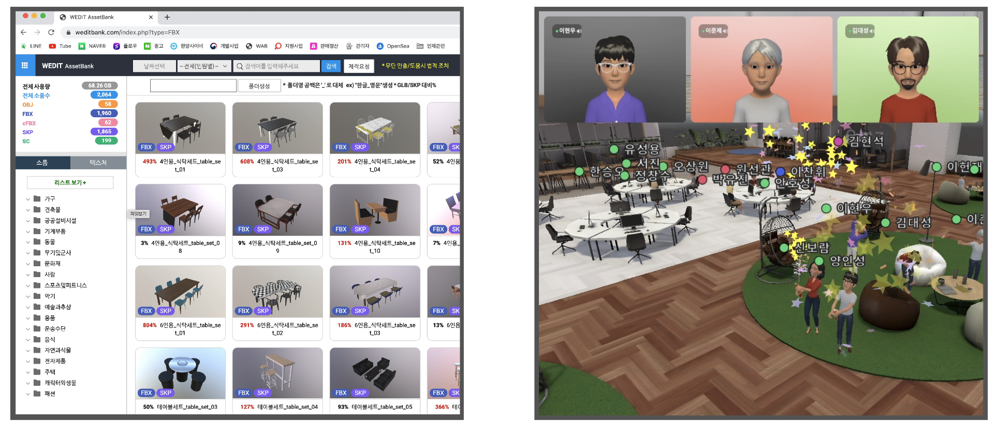 WEDIT AssetBank
weditbank.com/index.php?type=FBX
LINE Tube NAVER 플로우 광고 한양사이버 개발사업 WAB 지원사업 판매정산 관리자 OpenSea 인재관련
WEDIT AssetBank 날짜선택 --전체(인원별)-- 검색어를 입력해주세요 검색 제작요청 *무단 인출/도용시 법적 조치
전체 사용량 68.26 GB
전체 소품수 2,064
OBJ 58
FBX 1,960
cFBX 62
SKP 1,865
SC 199
소품 텍스처
리스트 보기 +
가구
건축물
공공설비시설
기계부품
동물
무기및군사
문화재
사람
스포츠및피트니스
악기
예술과추상
용품
운송수단
음식
자연과식물
전자제품
주택
캐릭터와생물
패션
파일보기
폴더생성 * 폴더명 공백은 '_' 로 대체 ex) "한글_영문"생성 * GLB/SKP 대비%
FBX SKP
493% 4인용_식탁세트_table_se
t_01
FBX SKP
608% 4인용_식탁세트_table_se
t_03
FBX SKP
201% 4인용_식탁세트_table_se
t_04
FBX SK
52% 4인용
FBX SKP
3% 4인용_식탁세트_table_set_0
8
FBX SKP
9% 4인용_식탁세트_table_set_0
9
FBX SKP
131% 4인용_식탁세트_table_se
t_10
FBX SK
7% 4인용_
FBX SKP
804% 6인용_식탁세트_table_se
t_01
FBX SKP
291% 6인용_식탁세트_table_se
t_02
FBX SKP
186% 6인용_식탁세트_table_se
t_03
FBX SK
13% 6인용
FBX SKP
50% 테이블세트_table_set_03
FBX SKP
127% 테이블세트_table_set_04
FBX SKP
93% 테이블세트_table_set_05
FBX SK
366% 테이
이현우
이준제
김대성
김현석
유성용
서진
한승오
정창수
오상원
원선관
박유진
이찬휘
안호성
이헌재
이현우
김대성
신보람
양인성